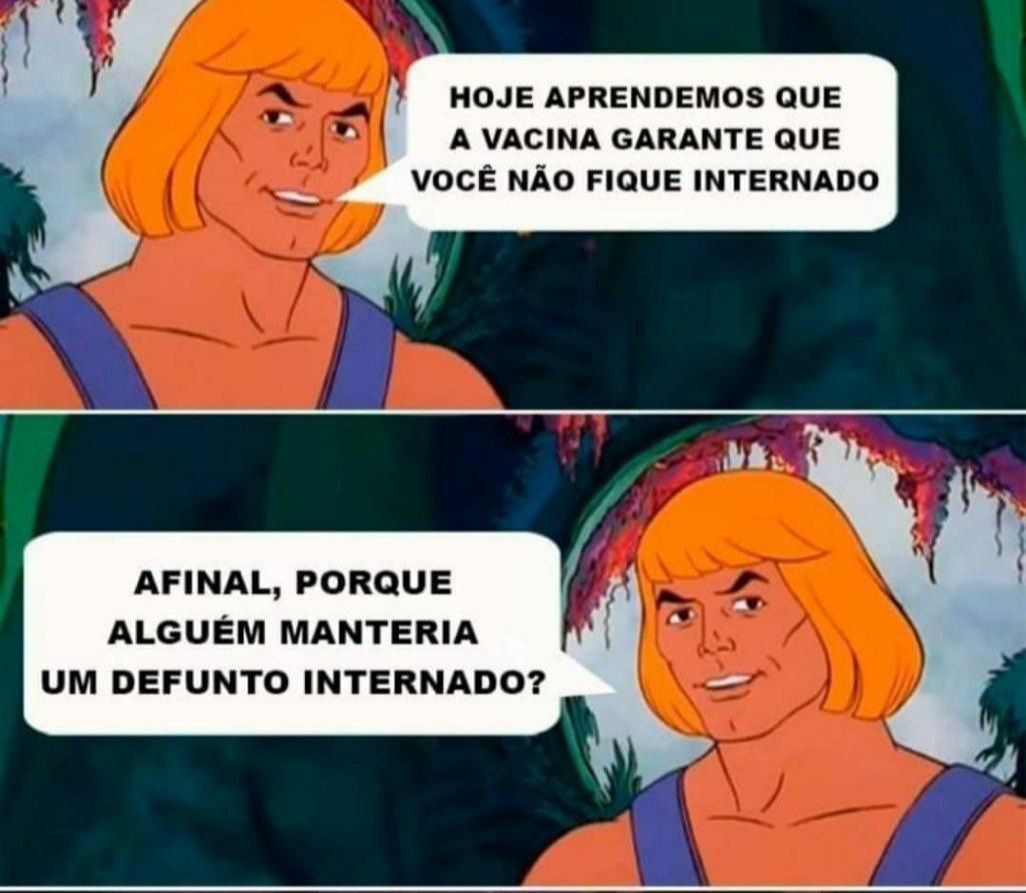 HOJE APRENDEMOS QUE
A VACINA GARANTE QUE
VOCÊ NÃO FIQUE INTERNADO
AFINAL, PORQUE
ALGUÉM MANTERIA
UM DEFUNTO INTERNADO?